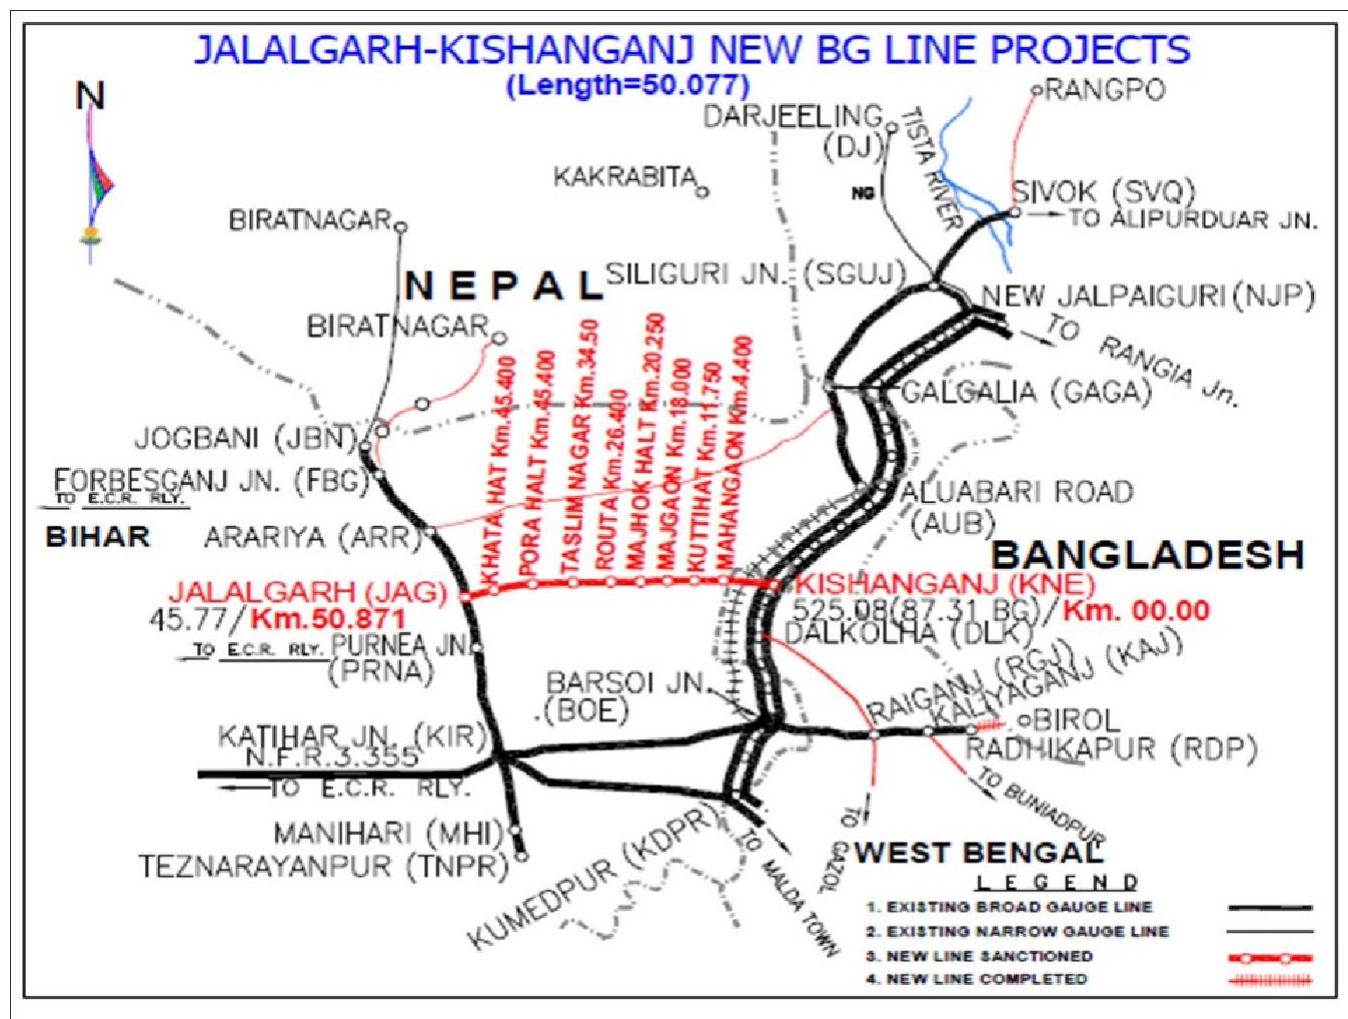 JALALGARH-KISHANGANJ NEW BG LINE PROJECTS
(Length=50.077)
N
RANGPO
DARJEELING
(DJ)
TISTA RIVER
KAKRABITA
NG
SIVOK (SVQ)
TO ALIPURDUAR JN.
BIRATNAGAR
NEPAL
SILIGURI JN. (SGUJ)
NEW JALPAIGURI (NJP)
BIRATNAGAR
TO RANGIA Jn.
KHATA HAT Km.45.400
PORA HALT Km.45.400
TASLIM NAGAR Km.34.50
ROUTA Km.26.400
MAJHOK HALT Km.20.250
MAJGAON Km.18.000
KUTTIHAT Km.11.750
MAHANGAON Km.4.400
GALGALIA (GAGA)
JOGBANI (JBN)
FORBESGANJ JN. (FBG)
TO E.C.R. RLY.
ALUABARI ROAD
(AUB)
BIHAR
ARARIYA (ARR)
BANGLADESH
JALALGARH (JAG)
45.77/Km.50.871
KISHANGANJ (KNE)
525.08(87.31 BG)/Km. 00.00
TO E.C.R. RLY.
PURNEA JN.
(PRNA)
DALKOLHA (DLK)
RAIGANJ (RGJ)
KALIYAGANJ (KAJ)
BARSOI JN.
.(BOE)
BIROL
RADHIKAPUR (RDP)
KATIHAR JN. (KIR)
N.F.R.3.355
TO E.C.R. RLY.
TO BUNIADPUR
MANIHARI (MHI)
TEZNARAYANPUR (TNPR)
KUMEDPUR (KDPR)
TO MALDA TOWN
TO GAZOL
WEST BENGAL
LEGEND
1. EXISTING BROAD GAUGE LINE
2. EXISTING NARROW GAUGE LINE
3. NEW LINE SANCTIONED
4. NEW LINE COMPLETED